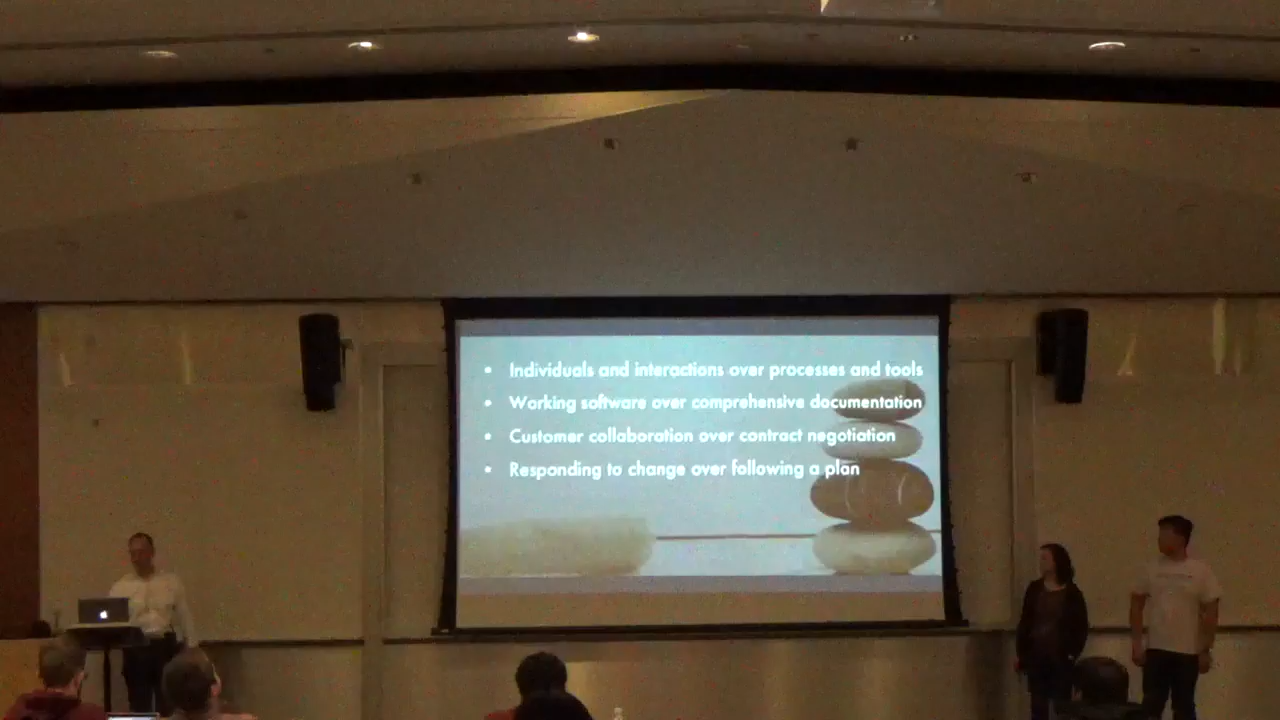 • Individuals and interactions over processes and tools
• Working software over comprehensive documentation
• Customer collaboration over contract negotiation
• Responding to change over following a plan